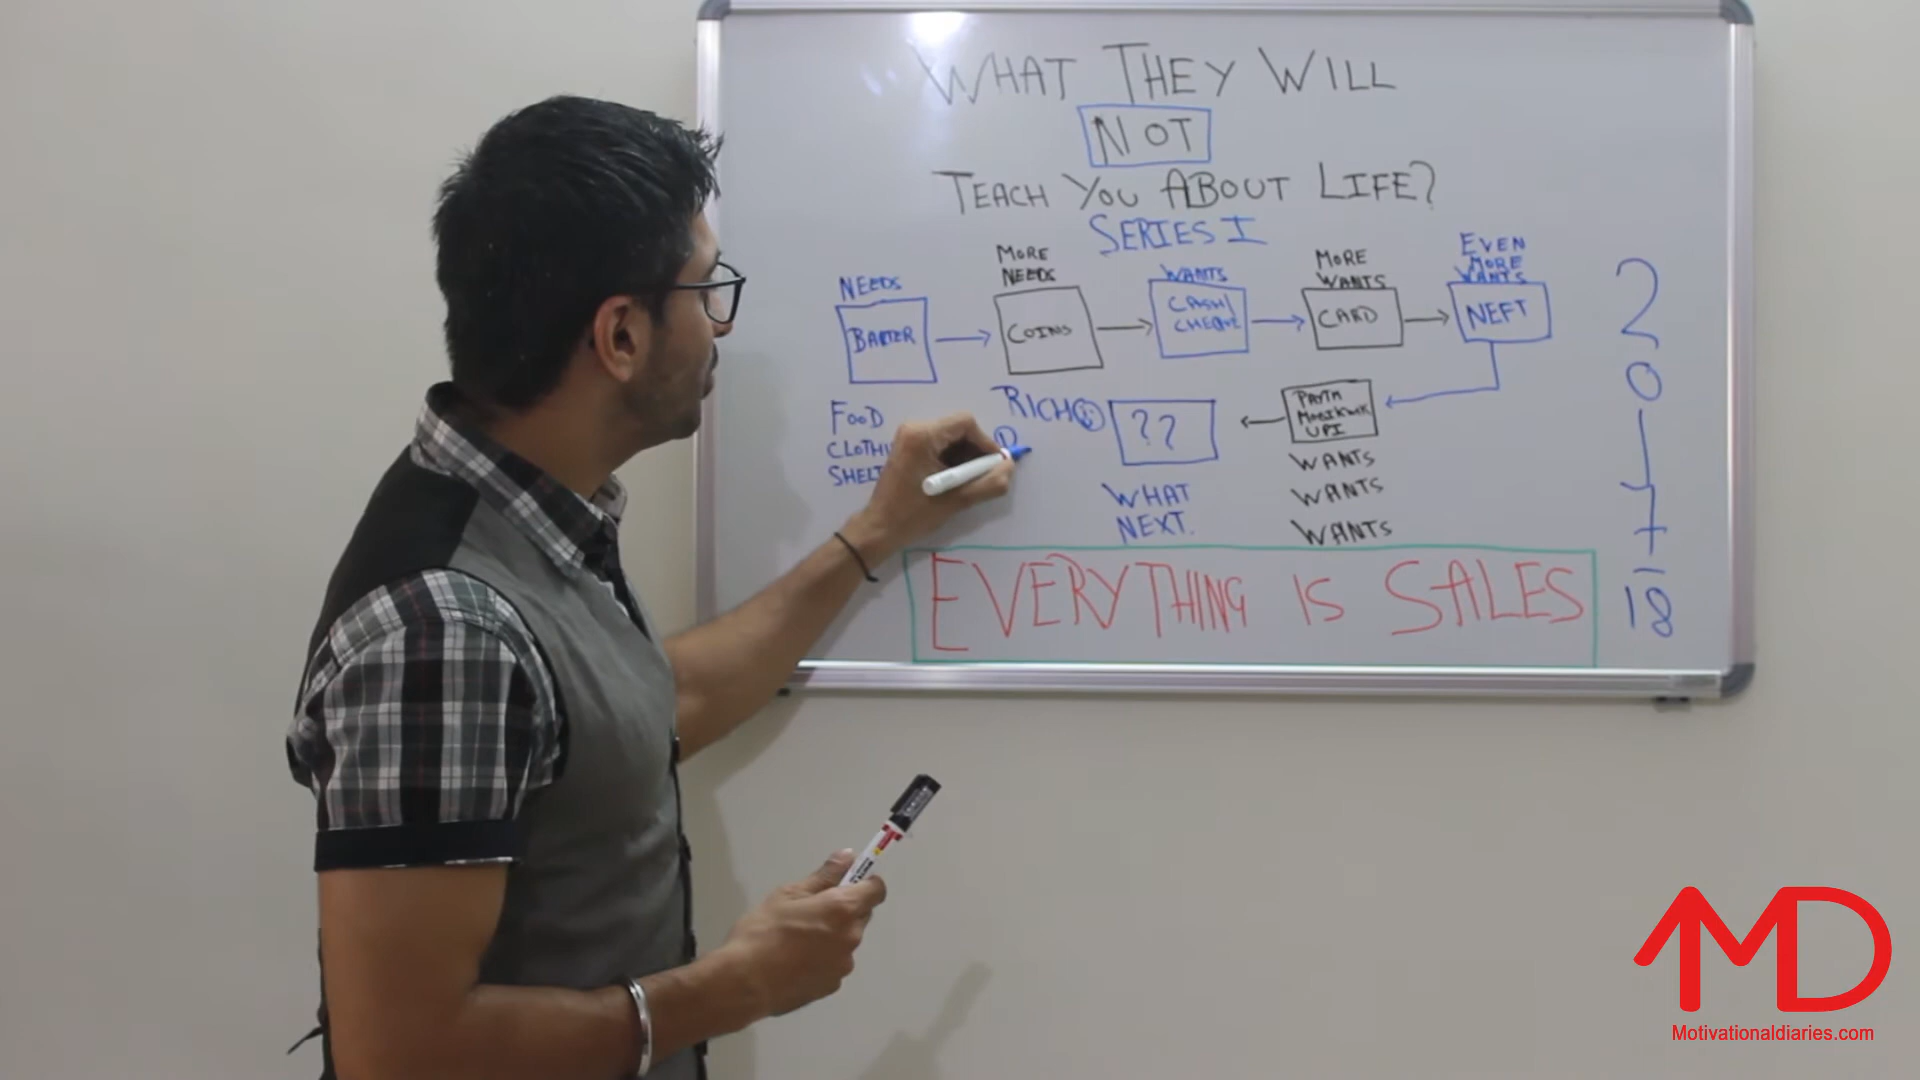 WHAT THEY WILL
NOT
TEACH YOU ABOUT LIFE?
SERIES I
NEEDS
BARTER
MORE
NEEDS
COINS
WANTS
CASH/
CHEQUE
MORE
WANTS
CARD
EVEN
MORE
WANTS
NEFT
2
0
1
7
-
18
FOOD
RICH
??
PAYTM
MOBIKWIK
UPI
WANTS
WANTS
WANTS
WHAT
NEXT.
EVERYTHING IS SALES
MD
Motivationaldiaries.com